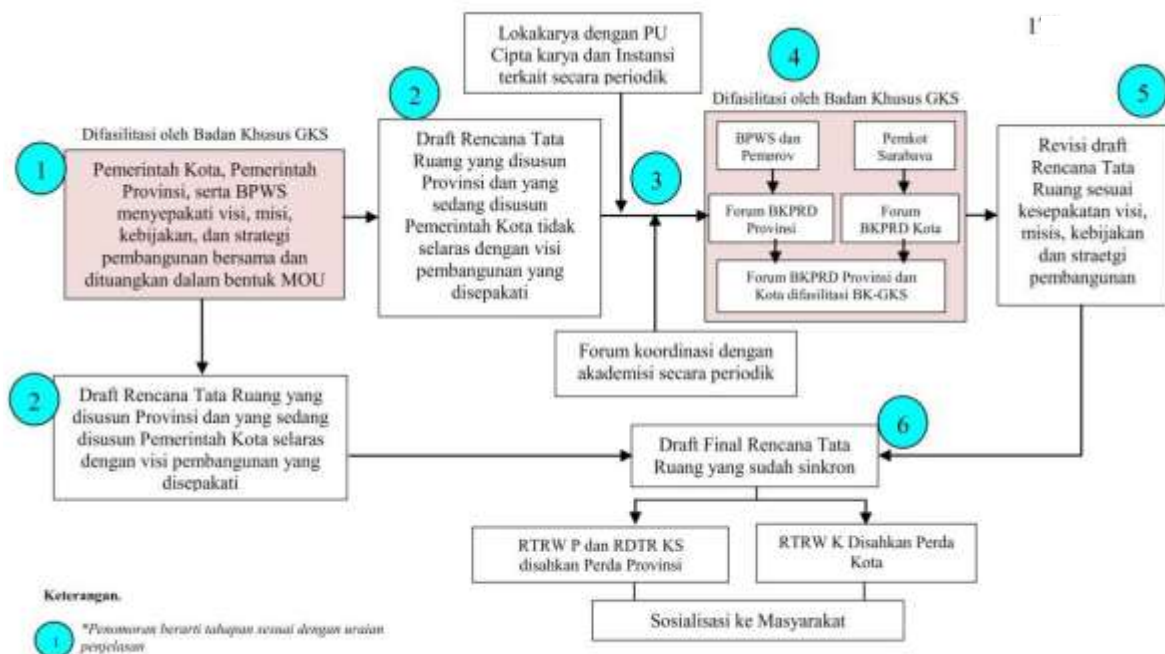 1
Lokakarya dengan PU
Cipta karya dan Instansi
terkait secara periodik
4
2
5
Difasilitasi oleh Badan Khusus GKS
1
Pemerintah Kota, Pemerintah
Provinsi, serta BPWS
menyepakati visi, misi,
kebijakan, dan strategi
pembangunan bersama dan
dituangkan dalam bentuk MOU
Draft Rencana Tata
Ruang yang disusun
Provinsi dan yang
sedang disusun
Pemerintah Kota tidak
selaras dengan visi
pembangunan yang
disepakati
3
Difasilitasi oleh Badan Khusus GKS
BPWS dan
Pemprov
Pemkot
Surabaya
Forum BKPRD
Provinsi
Forum
BKPRD Kota
Forum BKPRD Provinsi dan
Kota difasilitasi BK-GKS
Revisi draft
Rencana Tata
Ruang sesuai
kesepakatan visi,
misis, kebijakan
dan straetgi
pembangunan
Forum koordinasi dengan
akademisi secara periodik
2
Draft Rencana Tata Ruang yang
disusun Provinsi dan yang sedang
disusun Pemerintah Kota selaras
dengan visi pembangunan yang
disepakati
6
Draft Final Rencana Tata
Ruang yang sudah sinkron
RTRW P dan RDTR KS
disahkan Perda Provinsi
RTRW K Disahkan Perda
Kota
Sosialisasi ke Masyarakat
Keterangan.
1
*Penomoran berarti tahapan sesuai dengan uraian
penjelasan